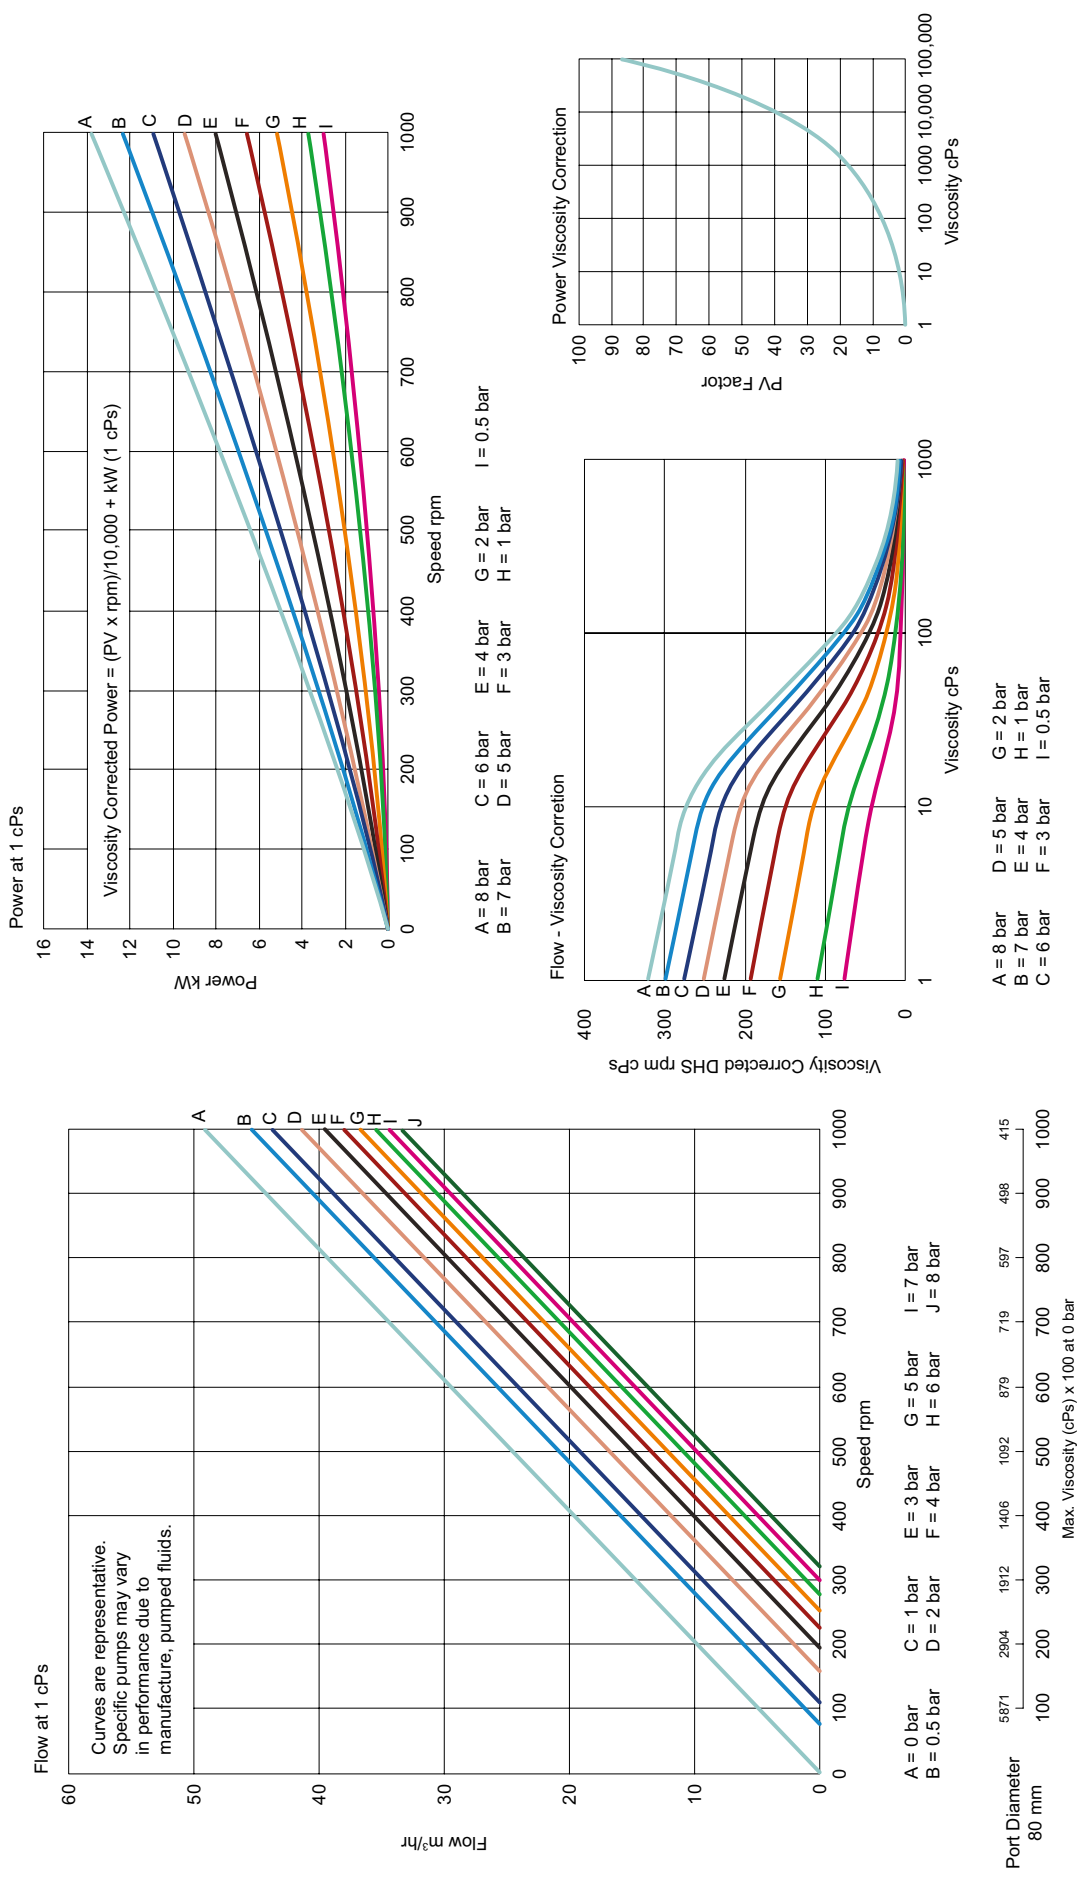 Flow at 1 cPs
Curves are representative.
Specific pumps may vary
in performance due to
manufacture, pumped fluids.
Flow m³/hr
60
50
40
30
20
10
0
A
B
C
D
E
F
G
H
I
J
0 100 200 300 400 500 600 700 800 900 1000
Speed rpm
A = 0 bar C = 1 bar E = 3 bar G = 5 bar I = 7 bar
B = 0.5 bar D = 2 bar F = 4 bar H = 6 bar J = 8 bar
Port Diameter
80 mm
5871 2904 1912 1406 1092 879 719 597 498 415
100 200 300 400 500 600 700 800 900 1000
Max. Viscosity (cPs) x 100 at 0 bar
Power at 1 cPs
Viscosity Corrected Power = (PV x rpm)/10,000 + kW (1 cPs)
Power kW
16
14
12
10
8
6
4
2
0
A
B
C
D
E
F
G
H
I
0 100 200 300 400 500 600 700 800 900 1000
Speed rpm
A = 8 bar C = 6 bar E = 4 bar G = 2 bar I = 0.5 bar
B = 7 bar D = 5 bar F = 3 bar H = 1 bar
Flow - Viscosity Corretion
Viscosity Corrected DHS rpm cPs
400
300
200
100
0
A
B
C
D
E
F
G
H
I
1 10 100 1000
Viscosity cPs
A = 8 bar D = 5 bar G = 2 bar
B = 7 bar E = 4 bar H = 1 bar
C = 6 bar F = 3 bar I = 0.5 bar
Power Viscosity Correction
PV Factor
100
90
80
70
60
50
40
30
20
10
0
1 10 100 1000 10,000 100,000
Viscosity cPs